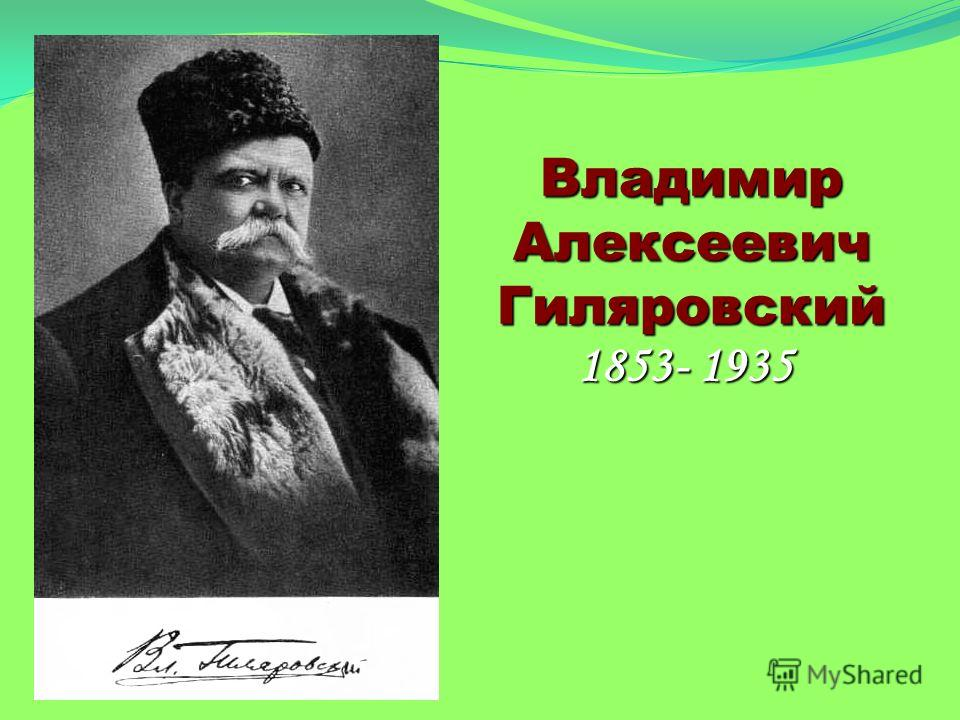 Владимир
Алексеевич
Гиляровский
1853- 1935
Вл. Гиляровский
MyShared